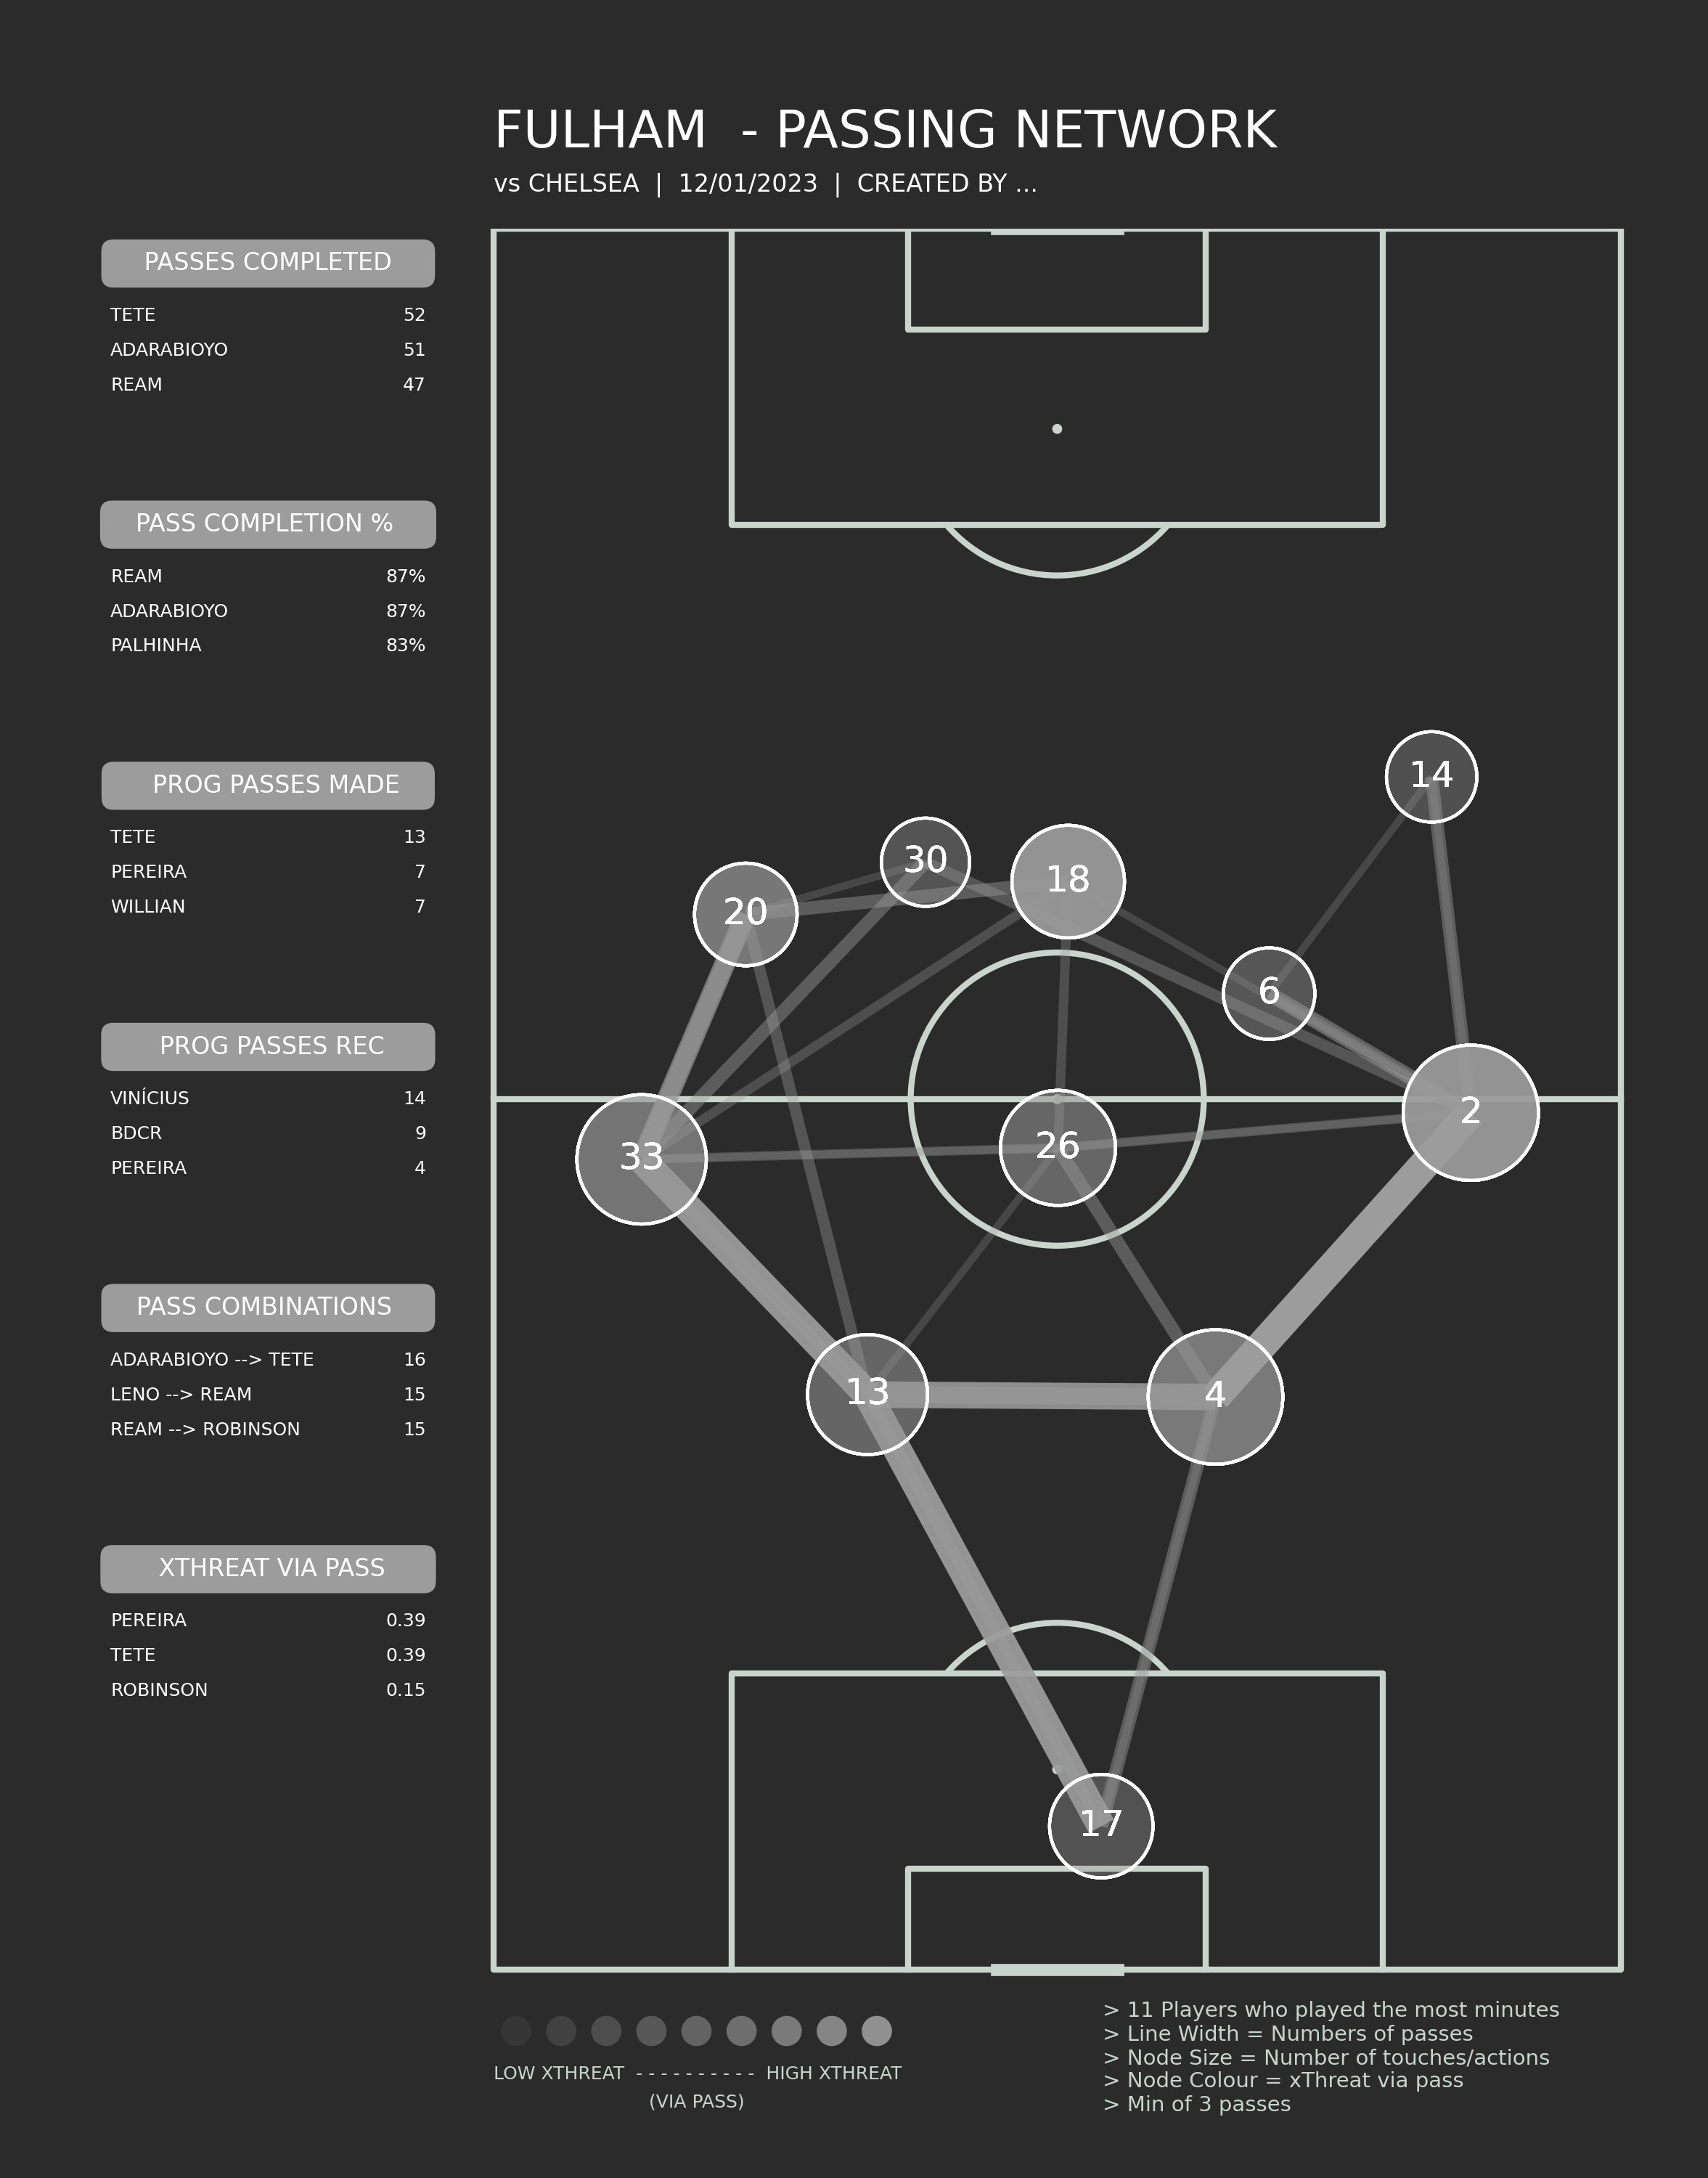 FULHAM - PASSING NETWORK
vs CHELSEA | 12/01/2023 | CREATED BY ...
PASSES COMPLETED
TETE 52
ADARABIOYO 51
REAM 47
PASS COMPLETION %
REAM 87%
ADARABIOYO 87%
PALHINHA 83%
PROG PASSES MADE
TETE 13
PEREIRA 7
WILLIAN 7
PROG PASSES REC
VINÍCIUS 14
BDCR 9
PEREIRA 4
PASS COMBINATIONS
ADARABIOYO --> TETE 16
LENO --> REAM 15
REAM --> ROBINSON 15
XTHREAT VIA PASS
PEREIRA 0.39
TETE 0.39
ROBINSON 0.15
14
30
18
20
6
2
26
33
13
4
17
LOW XTHREAT - - - - - - - - - - HIGH XTHREAT
(VIA PASS)
> 11 Players who played the most minutes
> Line Width = Numbers of passes
> Node Size = Number of touches/actions
> Node Colour = xThreat via pass
> Min of 3 passes